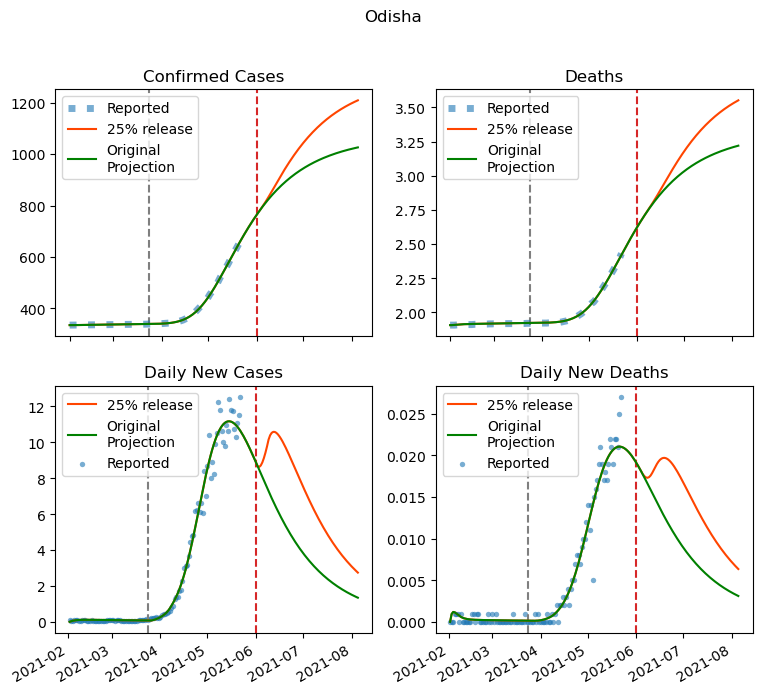 Odisha
Confirmed Cases
Reported
25% release
Original
Projection
1200
1000
800
600
400
Deaths
Reported
25% release
Original
Projection
3.50
3.25
3.00
2.75
2.50
2.25
2.00
Daily New Cases
25% release
Original
Projection
Reported
12
10
8
6
4
2
0
2021-02
2021-03
2021-04
2021-05
2021-06
2021-07
2021-08
Daily New Deaths
25% release
Original
Projection
Reported
0.025
0.020
0.015
0.010
0.005
0.000
2021-02
2021-03
2021-04
2021-05
2021-06
2021-07
2021-08